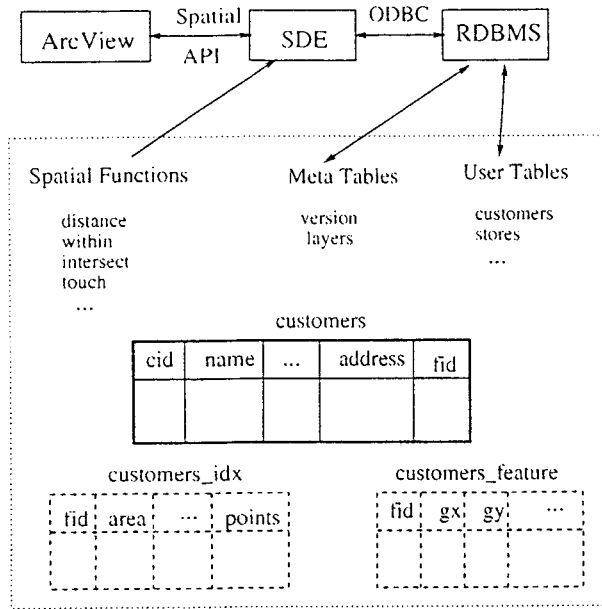 ArcView
Spatial
API
SDE
ODBC
RDBMS
Spatial Functions
distance
within
intersect
touch
...
Meta Tables
version
layers
User Tables
customers
stores
...
customers
cid name ... address fid
customers_idx
fid area ... points
customers_feature
fid gx gy ...